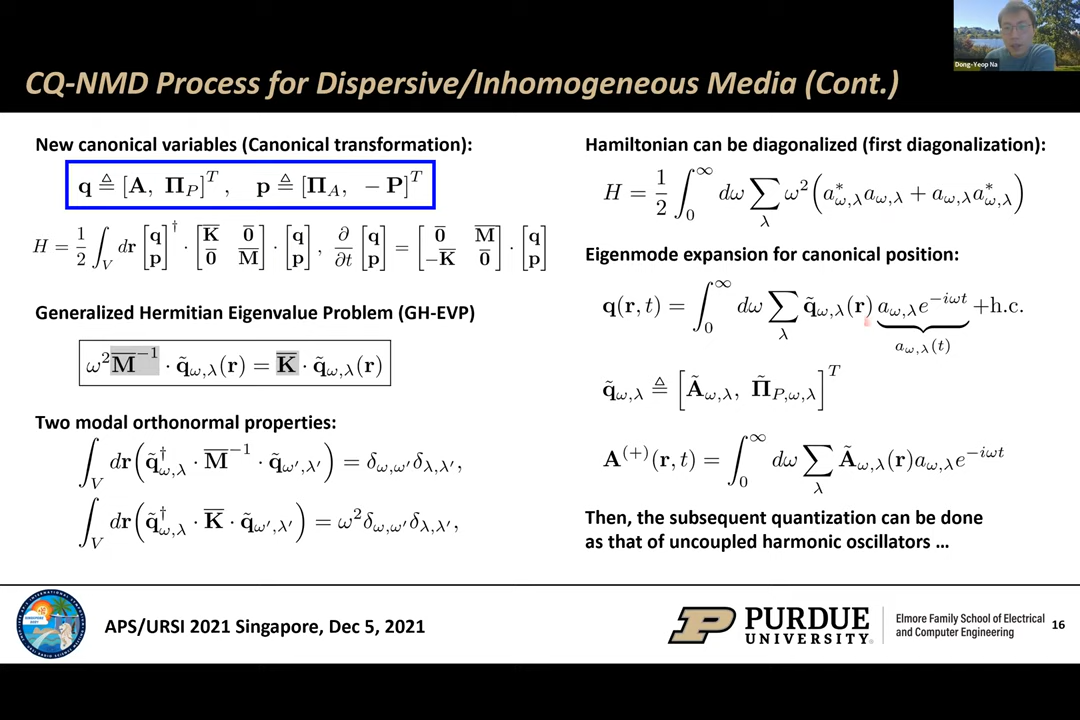 Dong-Yeop Na
CQ-NMD Process for Dispersive/Inhomogeneous Media (Cont.)
New canonical variables (Canonical transformation):
q ≜ [A, Π_P]^T, p ≜ [Π_A, −P]^T
H = 1/2 ∫_V dr [q p]^† · [K̅ 0̅; 0̅ M̅] · [q p], ∂/∂t [q p] = [0̅ M̅; −K̅ 0̅] · [q p]
Generalized Hermitian Eigenvalue Problem (GH-EVP)
ω² M̅^{−1} · q̃_{ω,λ}(r) = K̅ · q̃_{ω,λ}(r)
Two modal orthonormal properties:
∫_V dr (q̃†_{ω,λ} · M̅^{−1} · q̃_{ω′,λ′}) = δ_{ω,ω′} δ_{λ,λ′},
∫_V dr (q̃†_{ω,λ} · K̅ · q̃_{ω′,λ′}) = ω² δ_{ω,ω′} δ_{λ,λ′},
Hamiltonian can be diagonalized (first diagonalization):
H = 1/2 ∫_0^∞ dω Σ_λ ω² (a*_{ω,λ} a_{ω,λ} + a_{ω,λ} a*_{ω,λ})
Eigenmode expansion for canonical position:
q(r, t) = ∫_0^∞ dω Σ_λ q̃_{ω,λ}(r) a_{ω,λ} e^{−iωt} +h.c.
a_{ω,λ}(t)
q̃_{ω,λ} ≜ [Ã_{ω,λ}, Π̃_{P,ω,λ}]^T
A^{(+)}(r, t) = ∫_0^∞ dω Σ_λ Ã_{ω,λ}(r) a_{ω,λ} e^{−iωt}
Then, the subsequent quantization can be done
as that of uncoupled harmonic oscillators …
APS/URSI 2021 Singapore, Dec 5, 2021
PURDUE
UNIVERSITY®
Elmore Family School of Electrical
and Computer Engineering
16